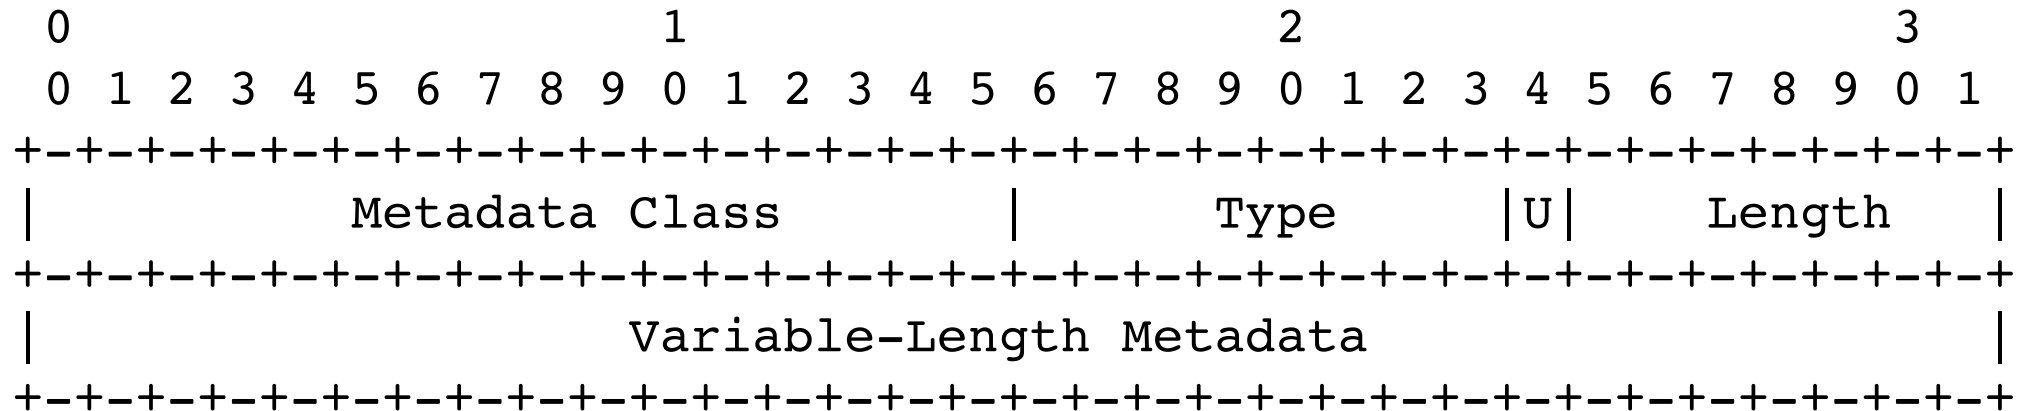 0                   1                   2                   3
 0 1 2 3 4 5 6 7 8 9 0 1 2 3 4 5 6 7 8 9 0 1 2 3 4 5 6 7 8 9 0 1
+-+-+-+-+-+-+-+-+-+-+-+-+-+-+-+-+-+-+-+-+-+-+-+-+-+-+-+-+-+-+-+-+
|          Metadata Class       |      Type     |U|    Length   |
+-+-+-+-+-+-+-+-+-+-+-+-+-+-+-+-+-+-+-+-+-+-+-+-+-+-+-+-+-+-+-+-+
|                   Variable-Length Metadata                    |
+-+-+-+-+-+-+-+-+-+-+-+-+-+-+-+-+-+-+-+-+-+-+-+-+-+-+-+-+-+-+-+-+